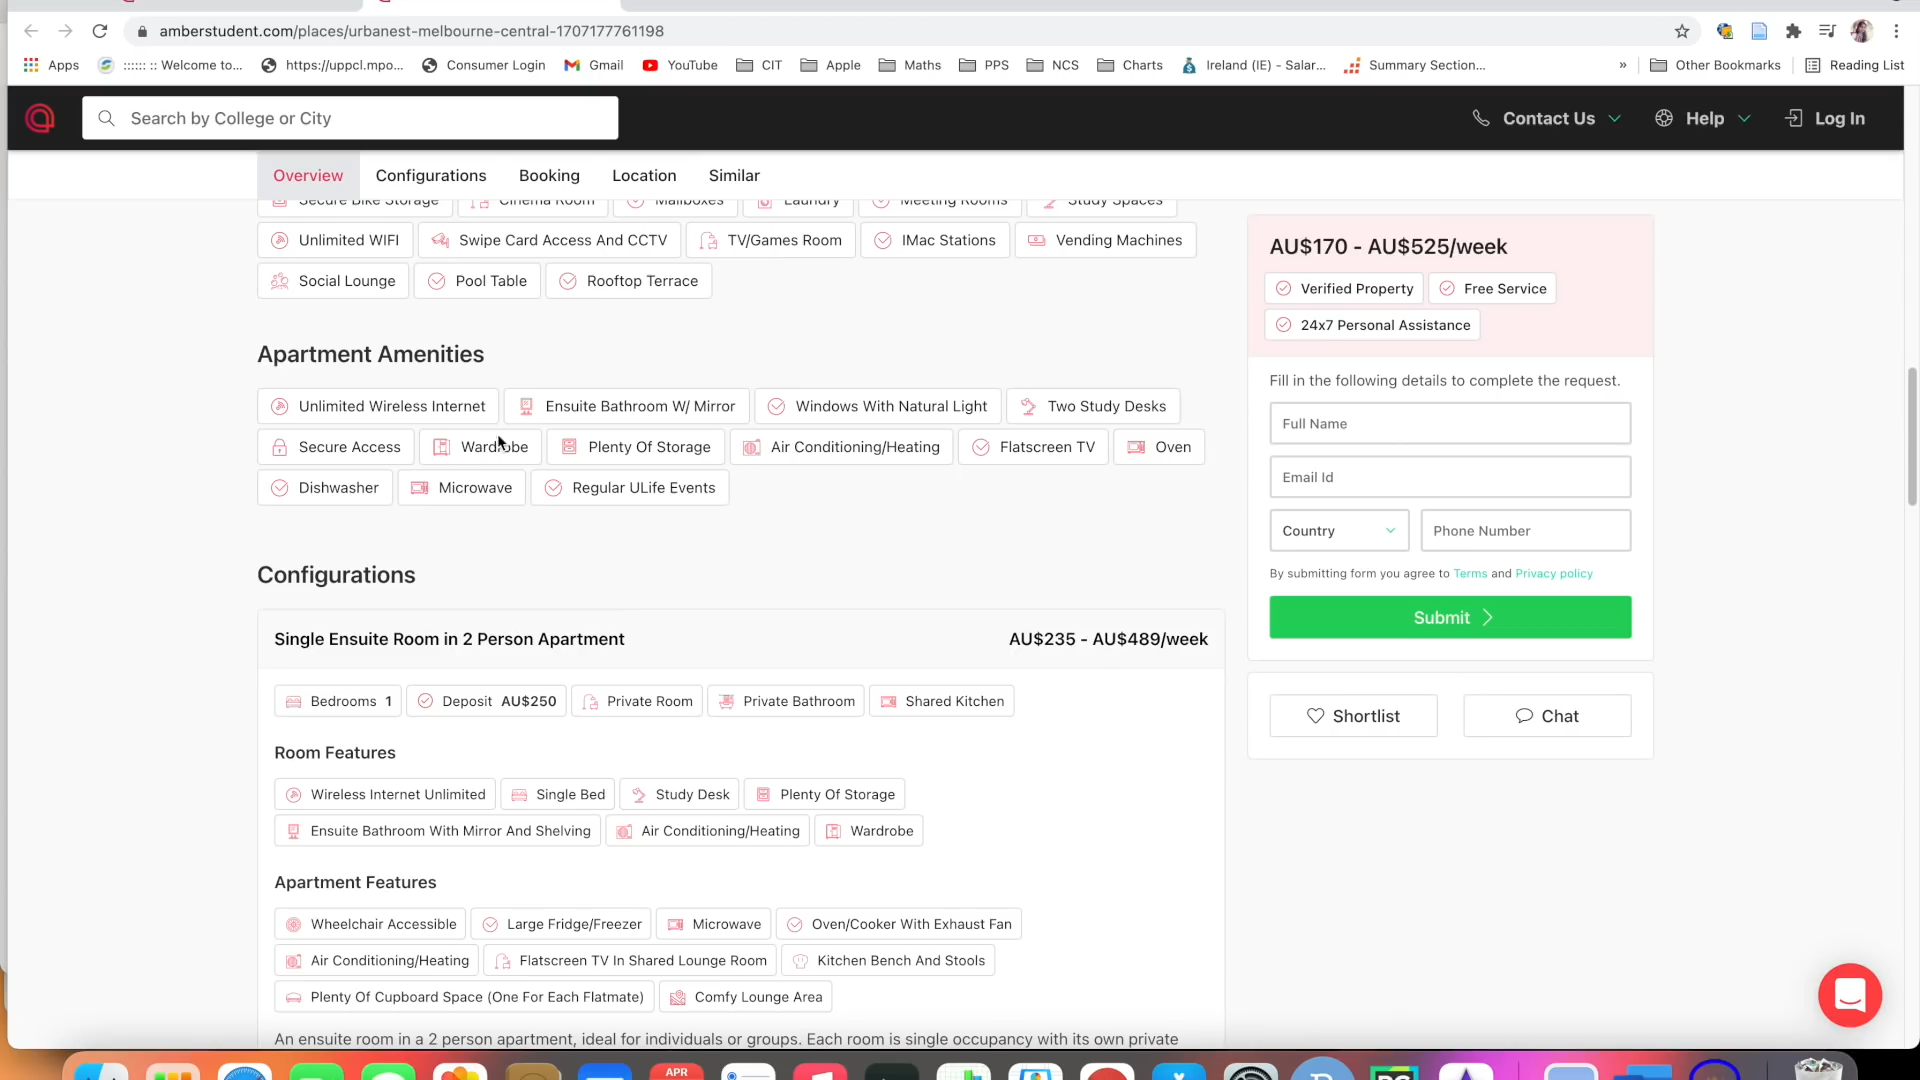 amberstudent.com/places/urbanest-melbourne-central-1707177761198
Apps :::::: :: Welcome to... https://uppcl.mpo... Consumer Login Gmail YouTube CIT Apple Maths PPS NCS Charts Ireland (IE) - Salar... Summary Section... » Other Bookmarks Reading List
Search by College or City Contact Us Help Log In
Overview Configurations Booking Location Similar
Secure Bike Storage Cinema Room Mailboxes Laundry Meeting Rooms Study Spaces
Unlimited WIFI Swipe Card Access And CCTV TV/Games Room IMac Stations Vending Machines
Social Lounge Pool Table Rooftop Terrace
Apartment Amenities
Unlimited Wireless Internet Ensuite Bathroom W/ Mirror Windows With Natural Light Two Study Desks
Secure Access Wardrobe Plenty Of Storage Air Conditioning/Heating Flatscreen TV Oven
Dishwasher Microwave Regular ULife Events
Configurations
Single Ensuite Room in 2 Person Apartment AU$235 - AU$489/week
Bedrooms 1 Deposit AU$250 Private Room Private Bathroom Shared Kitchen
Room Features
Wireless Internet Unlimited Single Bed Study Desk Plenty Of Storage
Ensuite Bathroom With Mirror And Shelving Air Conditioning/Heating Wardrobe
Apartment Features
Wheelchair Accessible Large Fridge/Freezer Microwave Oven/Cooker With Exhaust Fan
Air Conditioning/Heating Flatscreen TV In Shared Lounge Room Kitchen Bench And Stools
Plenty Of Cupboard Space (One For Each Flatmate) Comfy Lounge Area
An ensuite room in a 2 person apartment, ideal for individuals or groups. Each room is single occupancy with its own private
AU$170 - AU$525/week
Verified Property Free Service
24x7 Personal Assistance
Fill in the following details to complete the request.
Full Name
Email Id
Country Phone Number
By submitting form you agree to Terms and Privacy policy
Submit
Shortlist Chat
APR